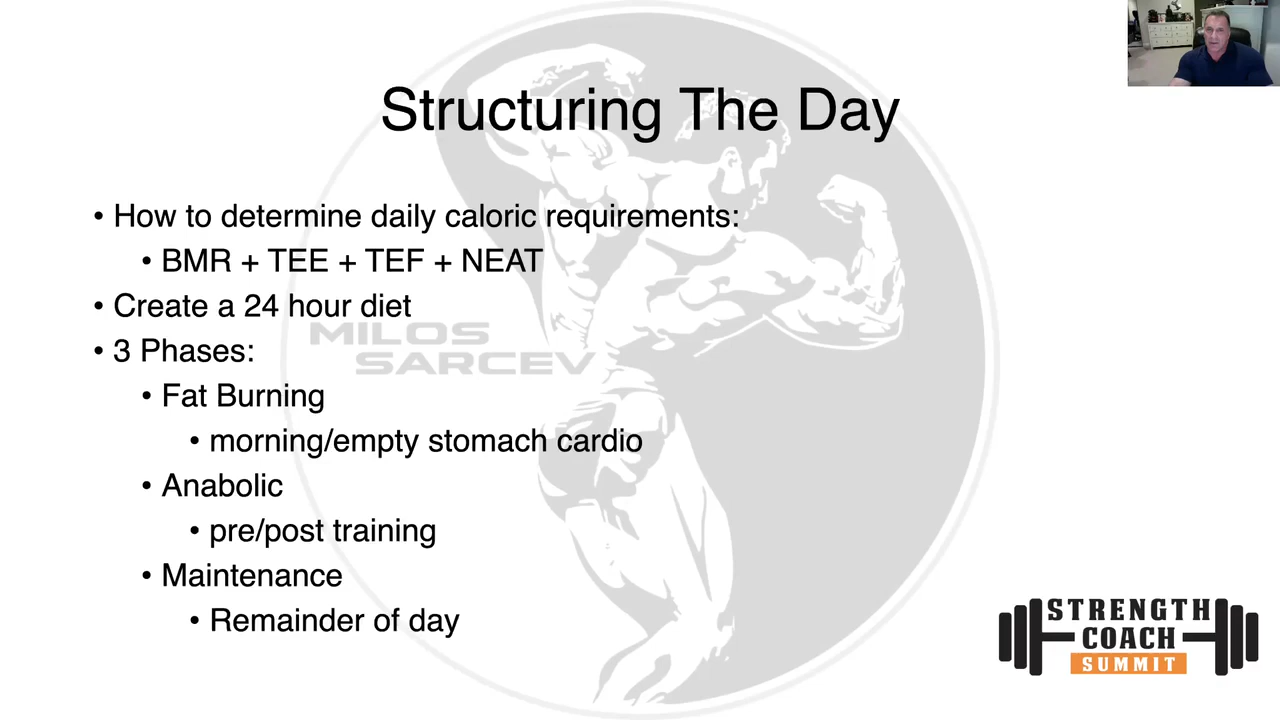 Structuring The Day
• How to determine daily caloric requirements:
• BMR + TEE + TEF + NEAT
• Create a 24 hour diet
• 3 Phases:
• Fat Burning
• morning/empty stomach cardio
• Anabolic
• pre/post training
• Maintenance
• Remainder of day
MILOS
SARCEV
STRENGTH
COACH
SUMMIT